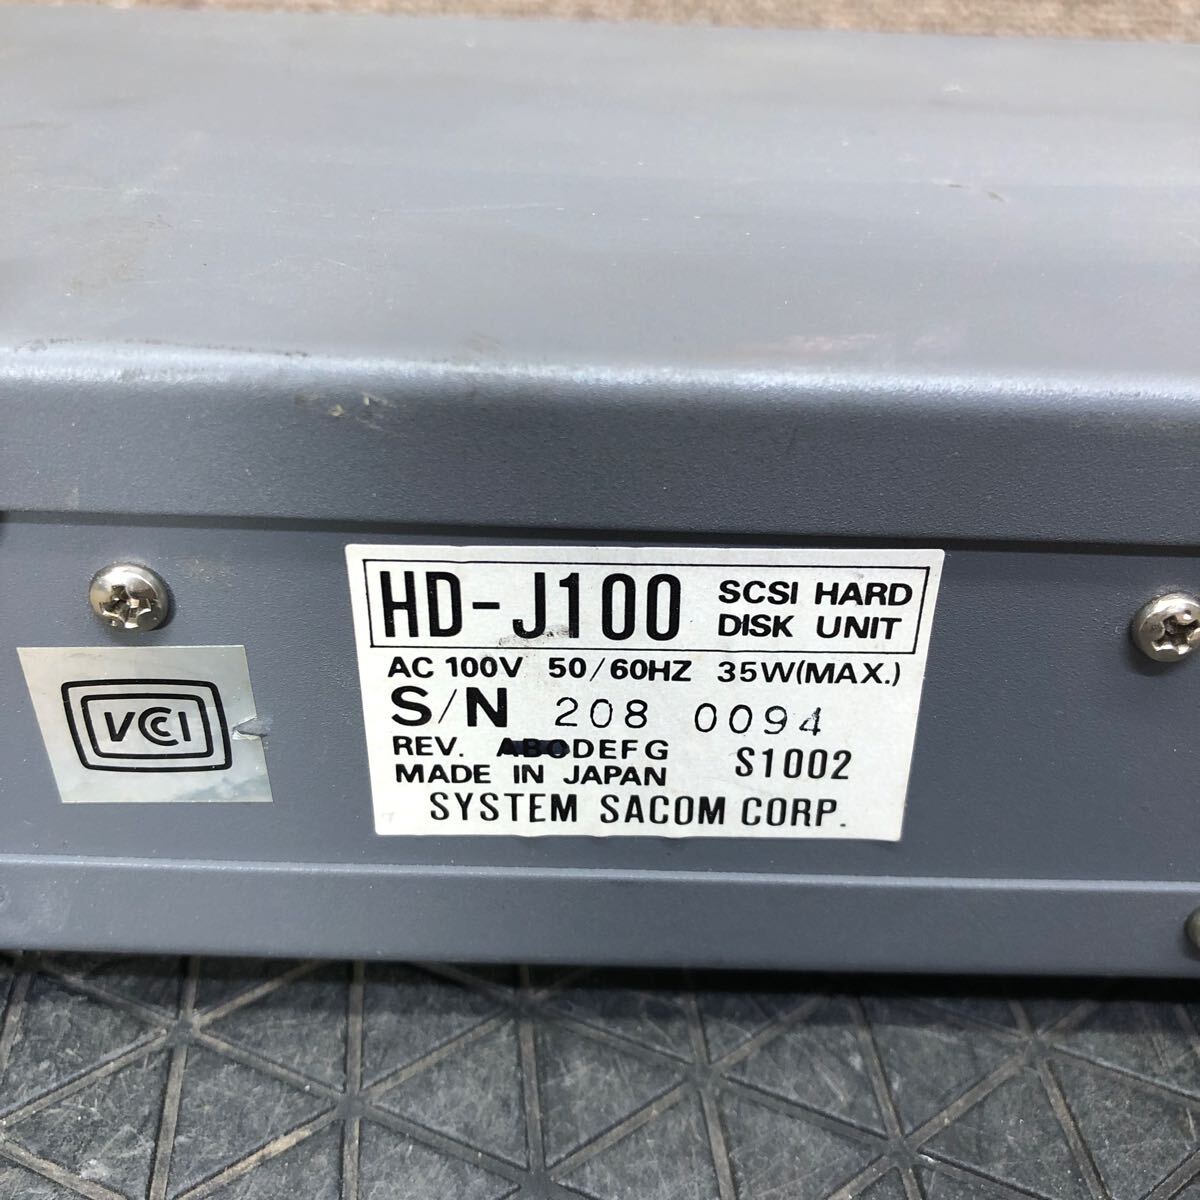 HD-J100 SCSI HARD
DISK UNIT
AC 100V 50/60HZ 35W(MAX.)
S/N 208 0094
REV. ABCDEFG S1002
MADE IN JAPAN
SYSTEM SACOM CORP.
VCCI